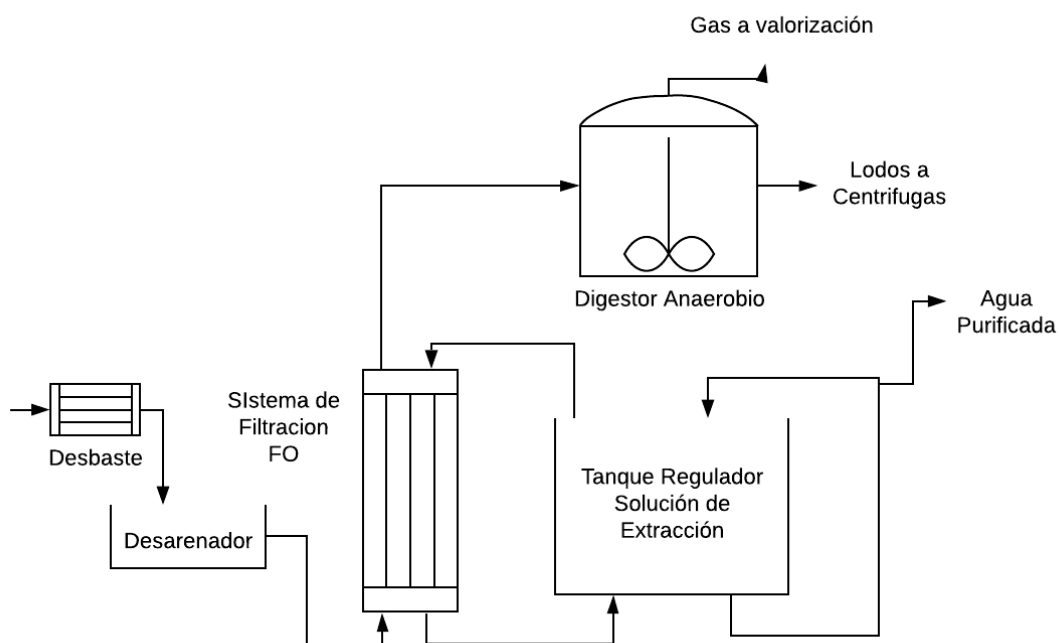 Gas a valorización
Lodos a
Centrifugas
Digestor Anaerobio
Agua
Purificada
SIstema de
Filtracion
FO
Desbaste
Tanque Regulador
Solución de
Extracción
Desarenador